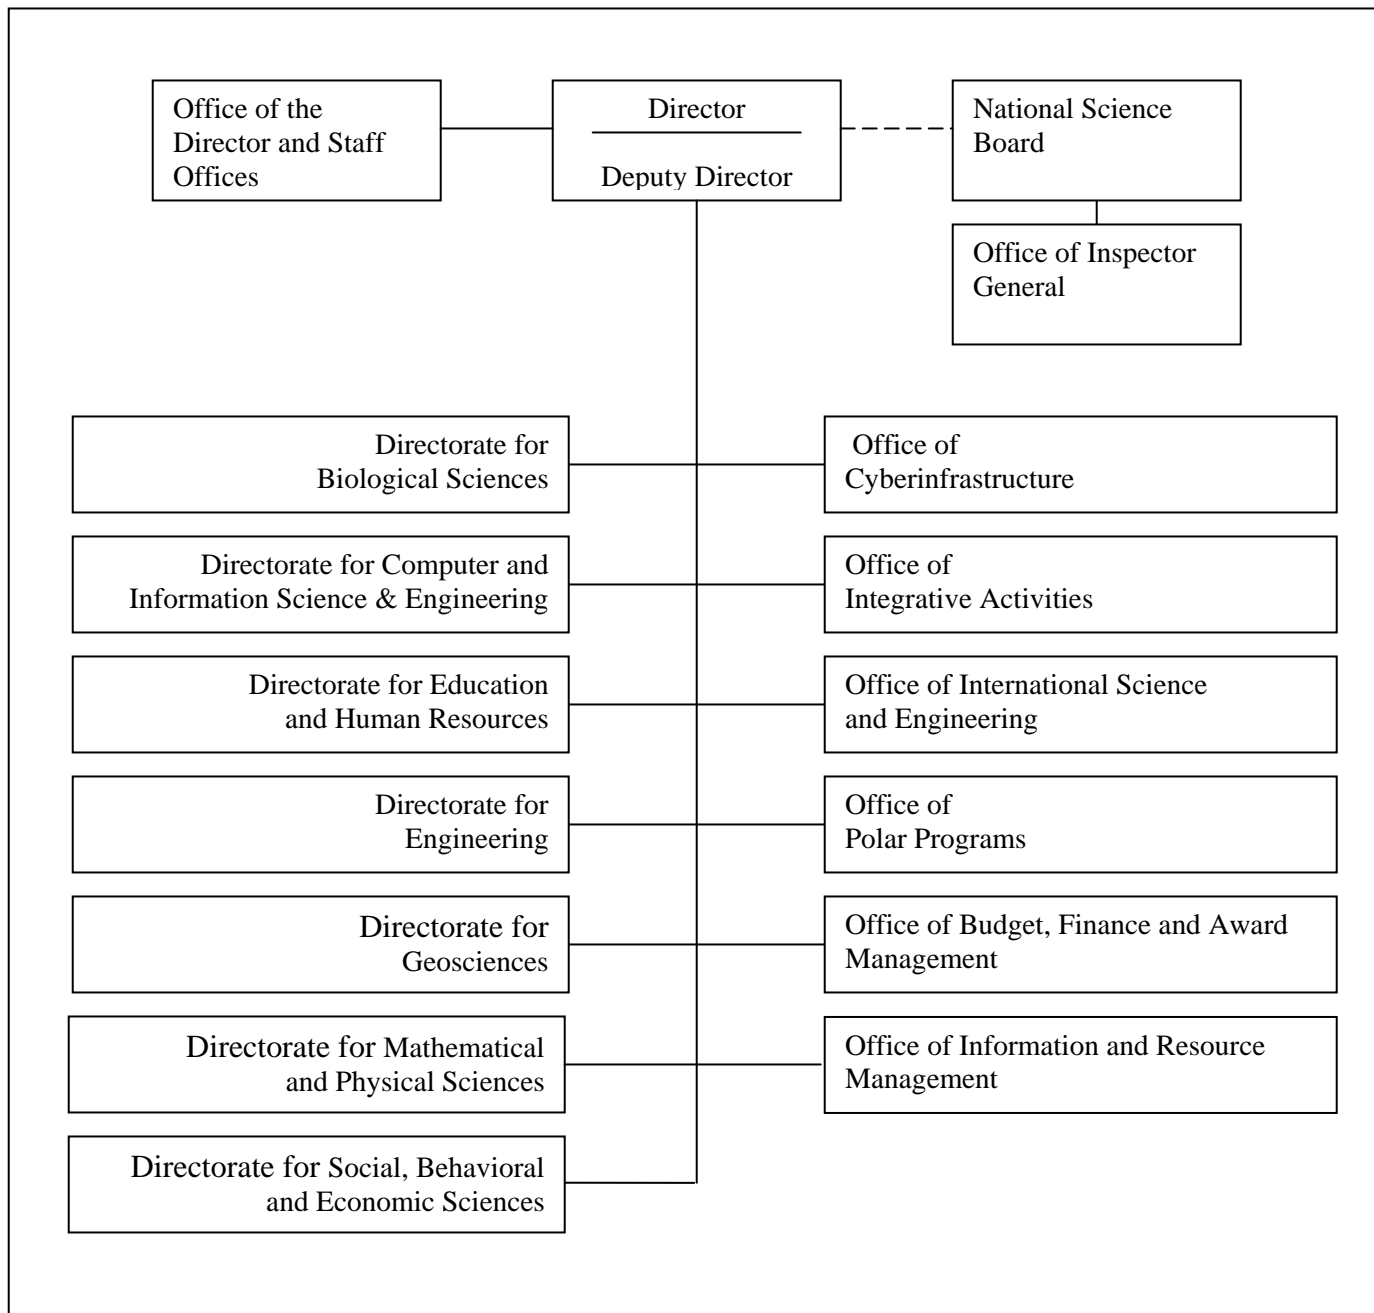 Office of the
Director and Staff
Offices
Director
Deputy Director
National Science
Board
Office of Inspector
General
Directorate for
Biological Sciences
Office of
Cyberinfrastructure
Directorate for Computer and
Information Science & Engineering
Office of
Integrative Activities
Directorate for Education
and Human Resources
Office of International Science
and Engineering
Directorate for
Engineering
Office of
Polar Programs
Directorate for
Geosciences
Office of Budget, Finance and Award
Management
Directorate for Mathematical
and Physical Sciences
Office of Information and Resource
Management
Directorate for Social, Behavioral
and Economic Sciences